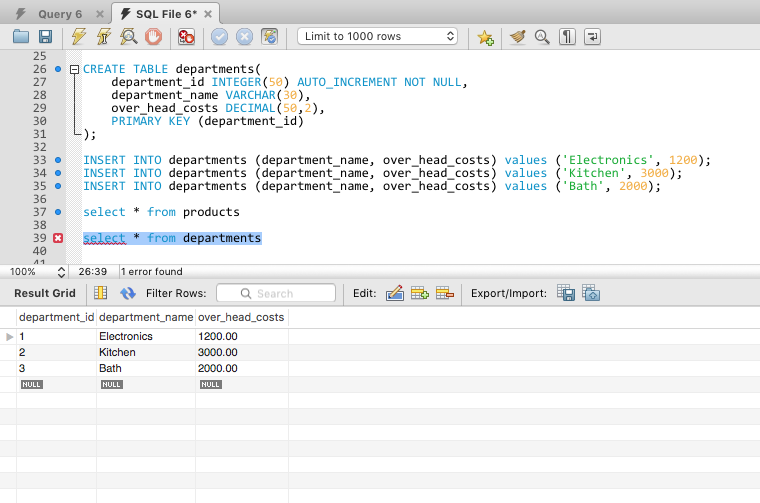 Query 6 SQL File 6*
Limit to 1000 rows
25
26 CREATE TABLE departments(
27 department_id INTEGER(50) AUTO_INCREMENT NOT NULL,
28 department_name VARCHAR(30),
29 over_head_costs DECIMAL(50,2),
30 PRIMARY KEY (department_id)
31 );
32
33 INSERT INTO departments (department_name, over_head_costs) values ('Electronics', 1200);
34 INSERT INTO departments (department_name, over_head_costs) values ('Kitchen', 3000);
35 INSERT INTO departments (department_name, over_head_costs) values ('Bath', 2000);
36
37 select * from products
38
39 select * from departments
40
41
100% 26:39 1 error found
Result Grid Filter Rows: Search Edit: Export/Import:
department_id department_name over_head_costs
1 Electronics 1200.00
2 Kitchen 3000.00
3 Bath 2000.00
NULL NULL NULL